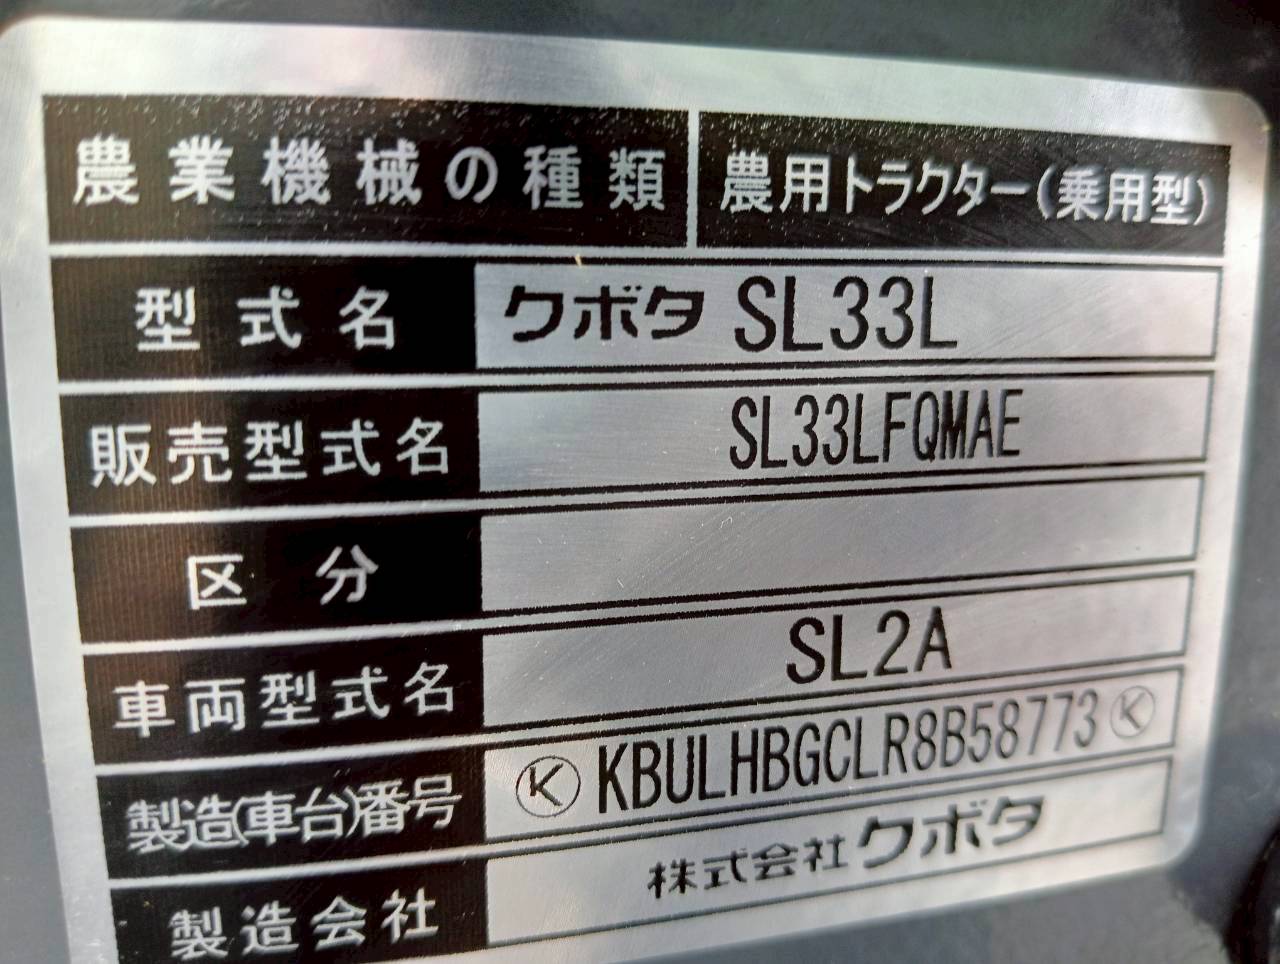 農業機械の種類 農用トラクター(乗用型)
型式名 クボタ SL33L
販売型式名 SL33LFQMAE
区分
車両型式名 SL2A
製造(車台)番号 Ⓚ KBULHBGCLR8B58773 Ⓚ
製造会社 株式会社クボタ